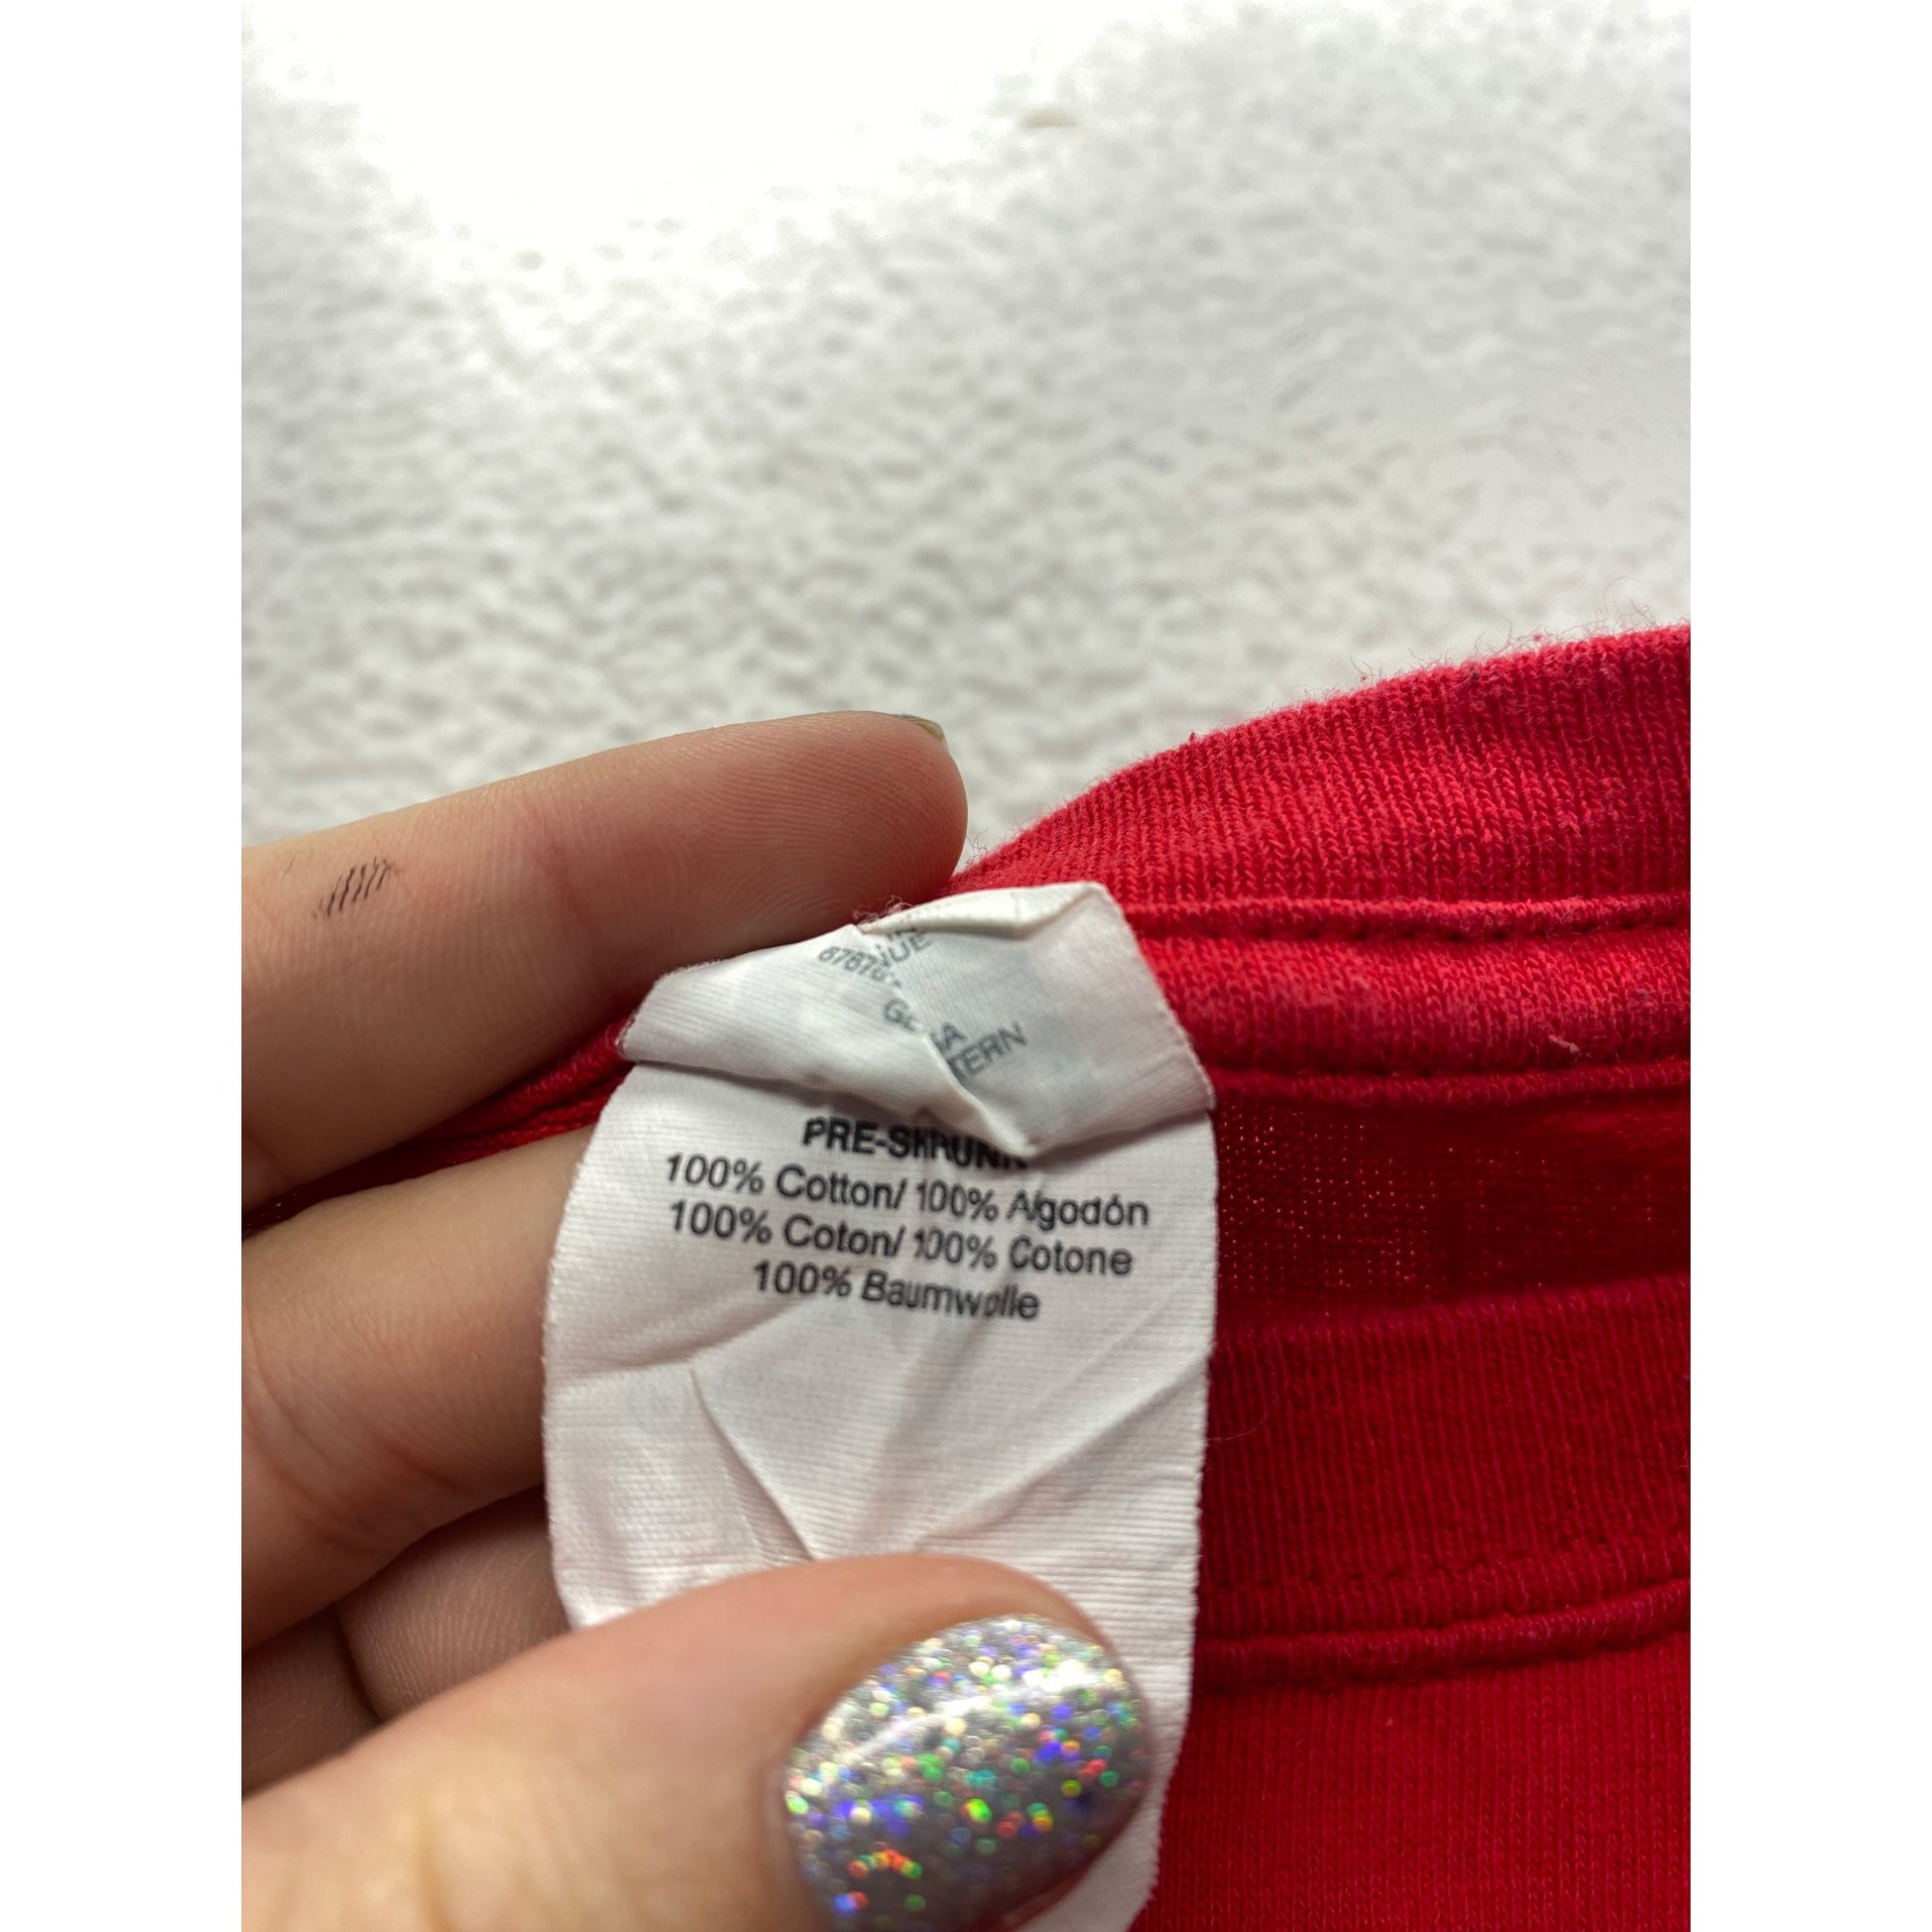 PRE-SHRUNK
100% Cotton/ 100% Algodón
100% Coton/ 100% Cotone
100% Baumwolle